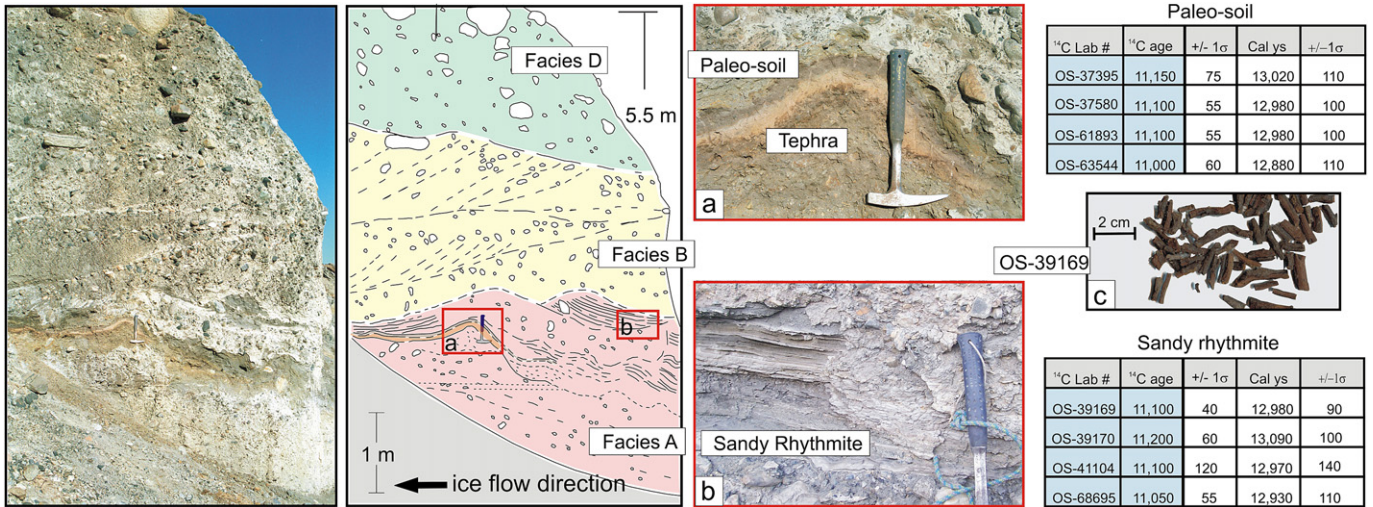 Facies D
5.5 m
Facies B
a
b
Facies A
1 m
ice flow direction
Paleo-soil
Tephra
a
Sandy Rhythmite
b
Paleo-soil
14C Lab # 14C age +/- 1σ Cal ys +/−1σ
OS-37395 11,150 75 13,020 110
OS-37580 11,100 55 12,980 100
OS-61893 11,100 55 12,980 100
OS-63544 11,000 60 12,880 110
2 cm
OS-39169
c
Sandy rhythmite
14C Lab # 14C age +/- 1σ Cal ys +/−1σ
OS-39169 11,100 40 12,980 90
OS-39170 11,200 60 13,090 100
OS-41104 11,100 120 12,970 140
OS-68695 11,050 55 12,930 110